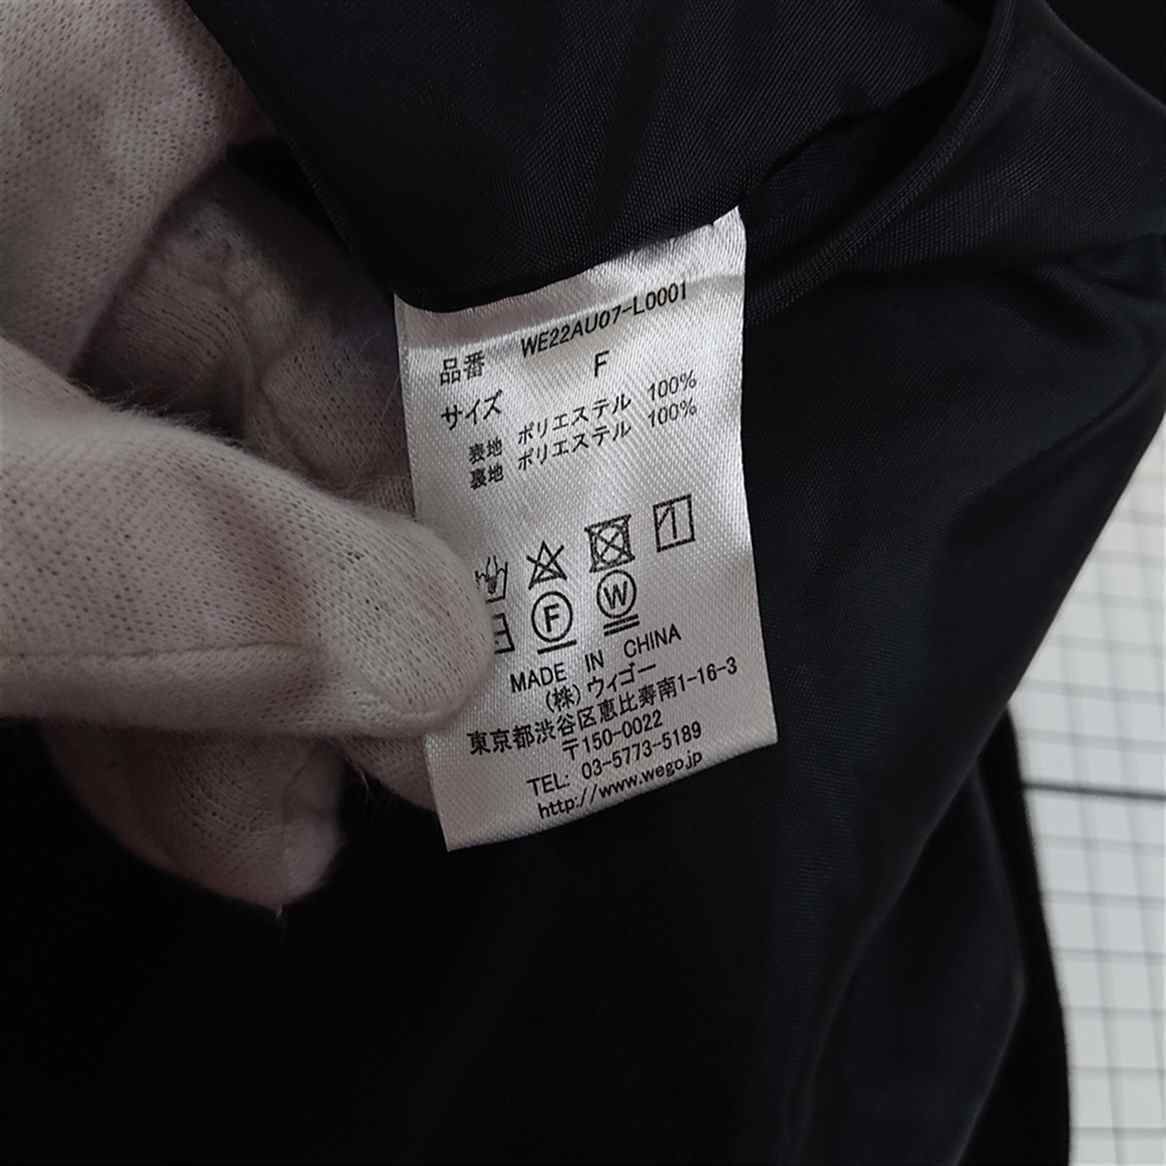 品番 WE22AU07-L0001
サイズ F
表地 ポリエステル 100%
裏地 ポリエステル 100%
F W
MADE IN CHINA
(株)ウィゴー
東京都渋谷区恵比寿南1-16-3
〒150-0022
TEL: 03-5773-5189
http://www.wego.jp